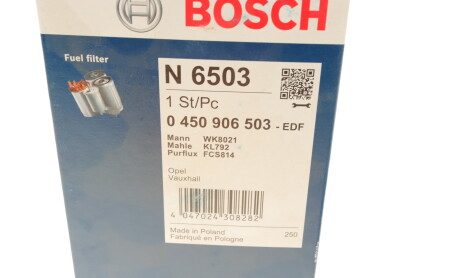 BOSCH
Fuel filter
N 6503
1 St/Pc
0 450 906 503 - EDF
Mann WK8021
Mahle KL792
Purflux FCS814
Opel
Vauxhall
4 047024 308282
Made in Poland 250
Fabriqué en Pologne